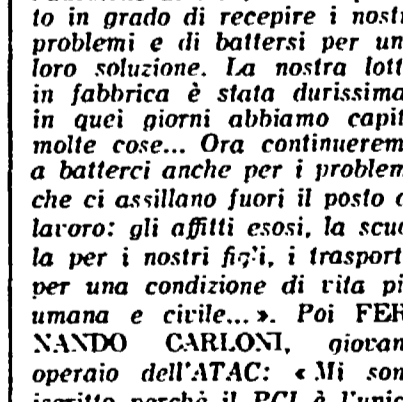 to in grado di recepire i nostr
problemi e di battersi per un
loro soluzione. La nostra lott
in fabbrica è stata durissima
in quei giorni abbiamo capit
molte cose... Ora continuerem
a batterci anche per i problem
che ci assillano fuori il posto d
lavoro: gli affitti esosi, la scuo
la per i nostri figli, i trasport
per una condizione di vita pi
umana e civile...». Poi FER
NANDO CARLONI, giovan
operaio dell'ATAC: «Mi son
iscritto perchè il PCI è l'unic